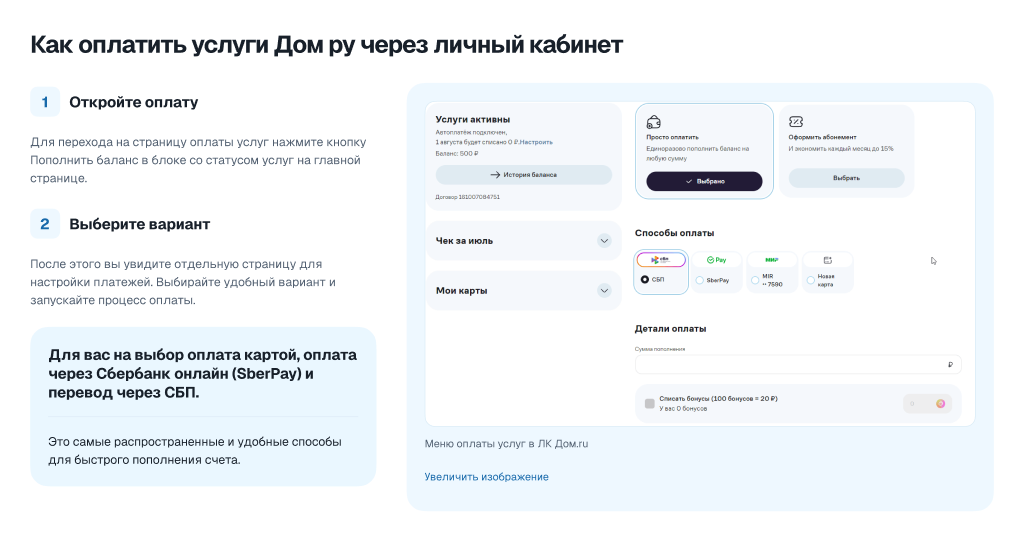 Как оплатить услуги Дом ру через личный кабинет
1
Откройте оплату
Для перехода на страницу оплаты услуг нажмите кнопку
Пополнить баланс в блоке со статусом услуг на главной
странице.
2
Выберите вариант
После этого вы увидите отдельную страницу для
настройки платежей. Выбирайте удобный вариант и
запускайте процесс оплаты.
Для вас на выбор оплата картой, оплата
через Сбербанк онлайн (SberPay) и
перевод через СБП.
Это самые распространенные и удобные способы
для быстрого пополнения счета.
Услуги активны
Автоплатёж подключен,
1 августа будет списано 0 ₽.Настроить
Баланс: 500 ₽
История баланса
Договор 181007084751
Чек за июль
Мои карты
Просто оплатить
Единоразово пополнить баланс на
любую сумму
Выбрано
Оформить абонемент
И экономить каждый месяц до 15%
Выбрать
Способы оплаты
сбп
СБП
Pay
SberPay
МИР
MIR
•• 7590
Новая
карта
Детали оплаты
Сумма пополнения
₽
Списать бонусы (100 бонусов = 20 ₽)
У вас 0 бонусов
Меню оплаты услуг в ЛК Дом.ru
Увеличить изображение